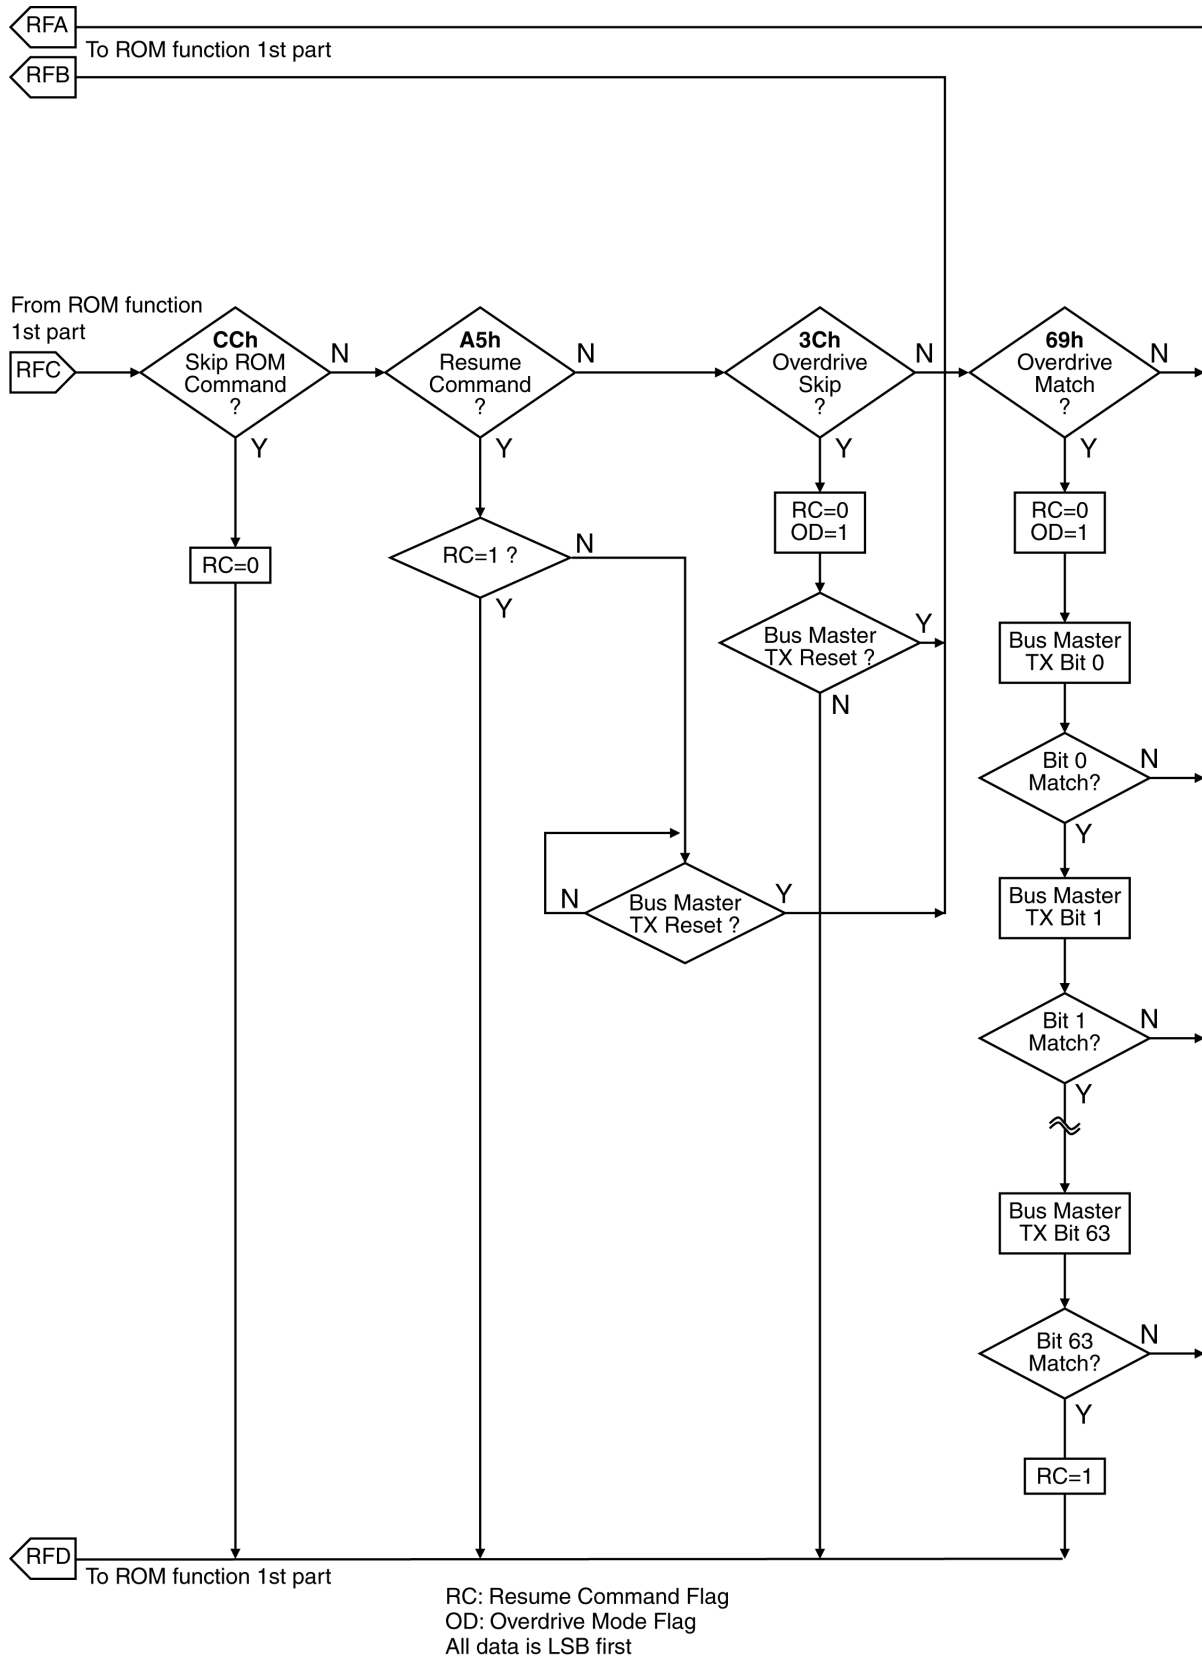 RFA
To ROM function 1st part
RFB
From ROM function
1st part
RFC
CCh
Skip ROM
Command
?
N
Y
A5h
Resume
Command
?
N
Y
3Ch
Overdrive
Skip
?
N
Y
69h
Overdrive
Match
?
N
Y
RC=0
RC=1 ?
N
Y
RC=0
OD=1
RC=0
OD=1
Bus Master
TX Reset ?
Y
N
Bus Master
TX Bit 0
Bit 0
Match?
N
Y
Bus Master
TX Reset ?
N
Y
Bus Master
TX Bit 1
Bit 1
Match?
N
Y
Bus Master
TX Bit 63
Bit 63
Match?
N
Y
RC=1
RFD
To ROM function 1st part
RC: Resume Command Flag
OD: Overdrive Mode Flag
All data is LSB first